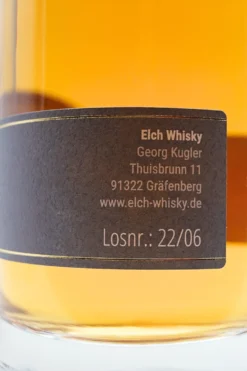 Elch Whisky
Georg Kugler
Thuisbrunn 11
91322 Gräfenberg
www.elch-whisky.de
Losnr.: 22/06